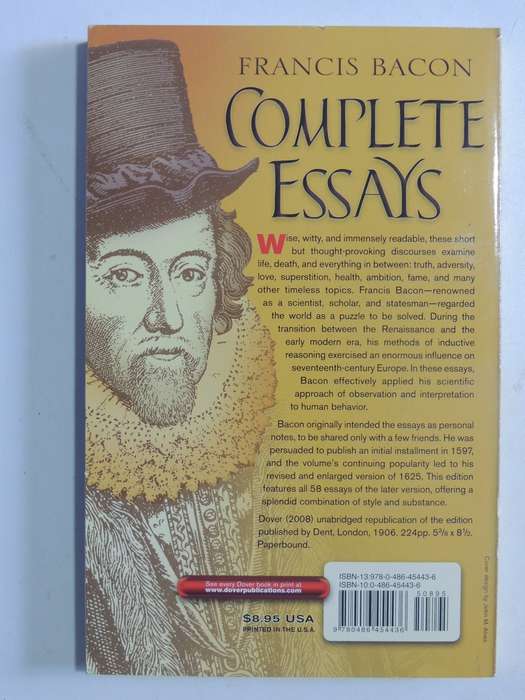 FRANCIS BACON
COMPLETE
ESSAYS
Wise, witty, and immensely readable, these short
but thought-provoking discourses examine
life, death, and everything in between: truth, adversity,
love, superstition, health, ambition, fame, and many
other timeless topics. Francis Bacon—renowned
as a scientist, scholar, and statesman—regarded
the world as a puzzle to be solved. During the
transition between the Renaissance and the
early modern era, his methods of inductive
reasoning exercised an enormous influence on
seventeenth-century Europe. In these essays,
Bacon effectively applied his scientific
approach of observation and interpretation
to human behavior.
Bacon originally intended the essays as personal
notes, to be shared only with a few friends. He was
persuaded to publish an initial installment in 1597,
and the volume's continuing popularity led to his
revised and enlarged version of 1625. This edition
features all 58 essays of the later version, offering a
splendid combination of style and substance.
Dover (2008) unabridged republication of the edition
published by Dent, London, 1906. 224pp. 5⅜ x 8½.
Paperbound.
See every Dover book in print at
www.doverpublications.com
$8.95 USA
PRINTED IN THE U.S.A.
ISBN-13:978-0-486-45443-6
ISBN-10:0-486-45443-6
50895
9 780486 454436
Cover design by John M. Alves